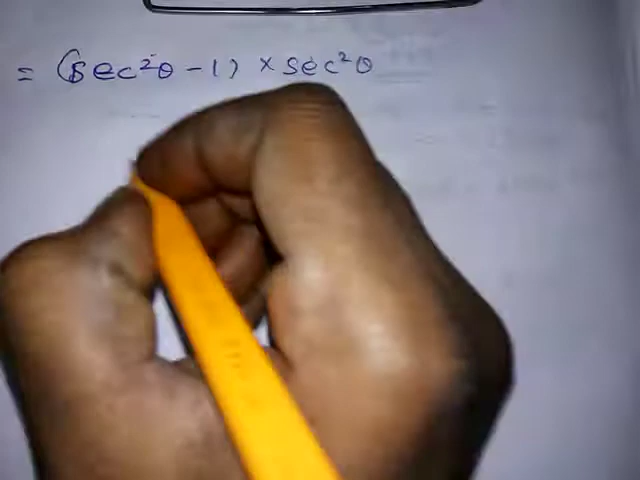 = (sec²θ - 1) × sec²θ